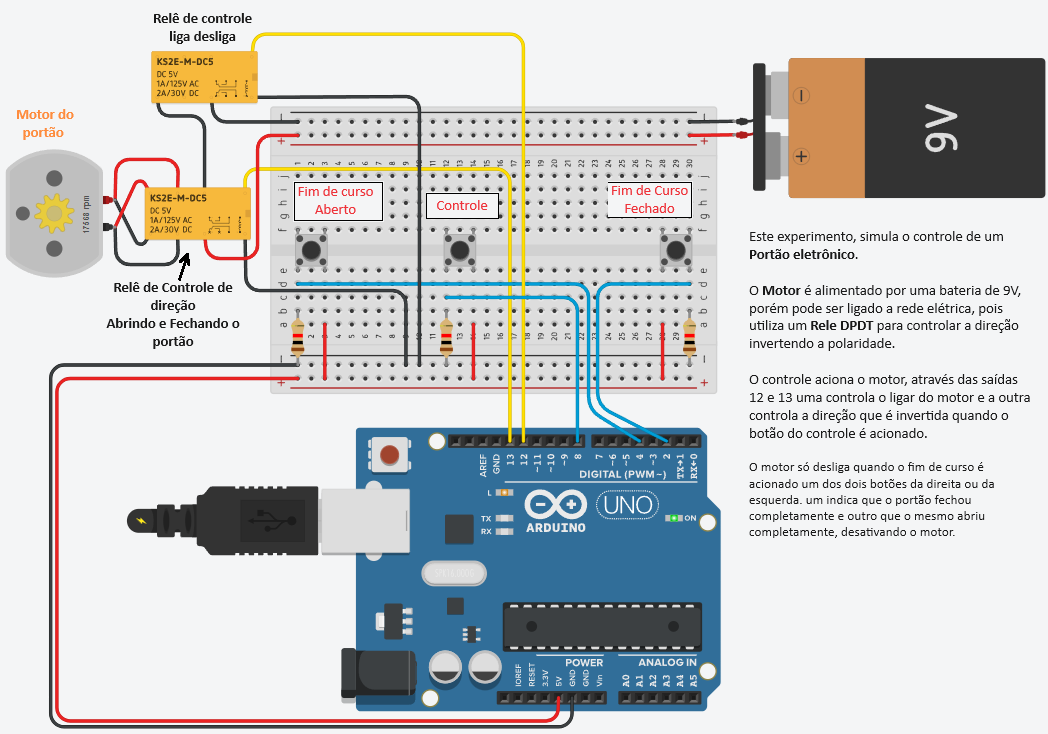 Relê de controle
liga desliga
KS2E-M-DC5
DC 5V
1A/125V AC
2A/30V DC
Motor do
portão
17668 rpm
KS2E-M-DC5
DC 5V
1A/125V AC
2A/30V DC
Relê de Controle de
direção
Abrindo e Fechando o
portão
Fim de curso
Aberto
Controle
Fim de Curso
Fechado
9V
Este experimento, simula o controle de um
Portão eletrônico.
O Motor é alimentado por uma bateria de 9V,
porém pode ser ligado a rede elétrica, pois
utiliza um Rele DPDT para controlar a direção
invertendo a polaridade.
O controle aciona o motor, através das saídas
12 e 13 uma controla o ligar do motor e a outra
controla a direção que é invertida quando o
botão do controle é acionado.
O motor só desliga quando o fim de curso é
acionado um dos dois botões da direita ou da
esquerda. um indica que o portão fechou
completamente e outro que o mesmo abriu
completamente, desativando o motor.
AREF GND 13 12 ~11 ~10 ~9 8 7 ~6 ~5 4 ~3 2 TX→1 RX←0
DIGITAL (PWM~)
L
TX
RX
UNO
ON
ARDUINO
POWER
ANALOG IN
IOREF RESET 3.3V 5V GND GND Vin A0 A1 A2 A3 A4 A5